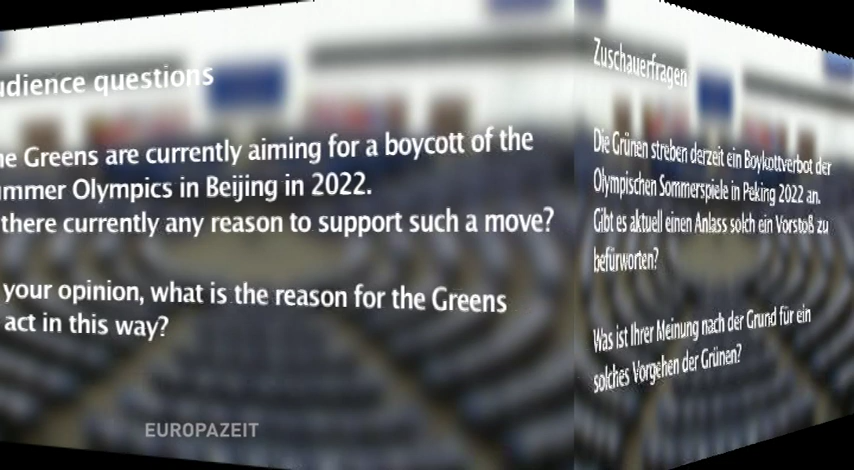 udience questions
he Greens are currently aiming for a boycott of the
mmer Olympics in Beijing in 2022.
there currently any reason to support such a move?
your opinion, what is the reason for the Greens
act in this way?
EUROPAZEIT
Zuschauerfragen
Die Grünen streben derzeit ein Boykottverbot der
Olympischen Sommerspiele in Peking 2022 an.
Gibt es aktuell einen Anlass solch ein Vorstoß zu
befürworten?
Was ist Ihrer Meinung nach der Grund für ein
solches Vorgehen der Grünen?